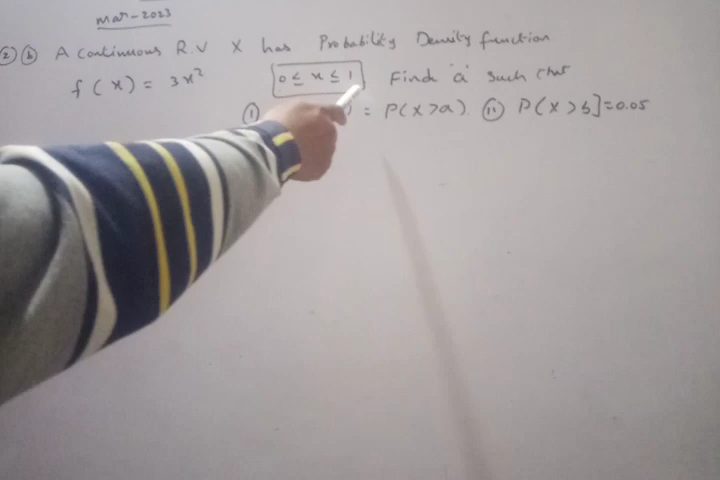 mar-2023
② ⓑ A continuous R.V X has Probability Density function
f(x) = 3x² 0 ≤ x ≤ 1 Find 'a' such that
ⓘ = P(X>a). ⓘⓘ P(X>b]=0.05